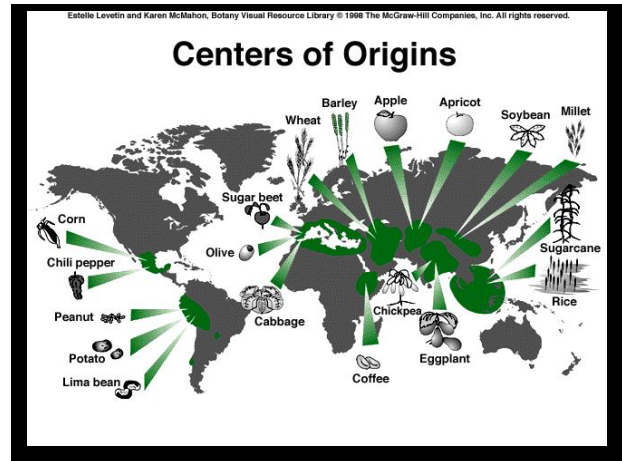 Estelle Levetin and Karen McMahon, Botany Visual Resource Library © 1998 The McGraw-Hill Companies, Inc. All rights reserved.
Centers of Origins
Barley
Apple
Apricot
Soybean
Millet
Wheat
Sugar beet
Corn
Olive
Sugarcane
Chili pepper
Rice
Peanut
Cabbage
Chickpea
Potato
Eggplant
Lima bean
Coffee